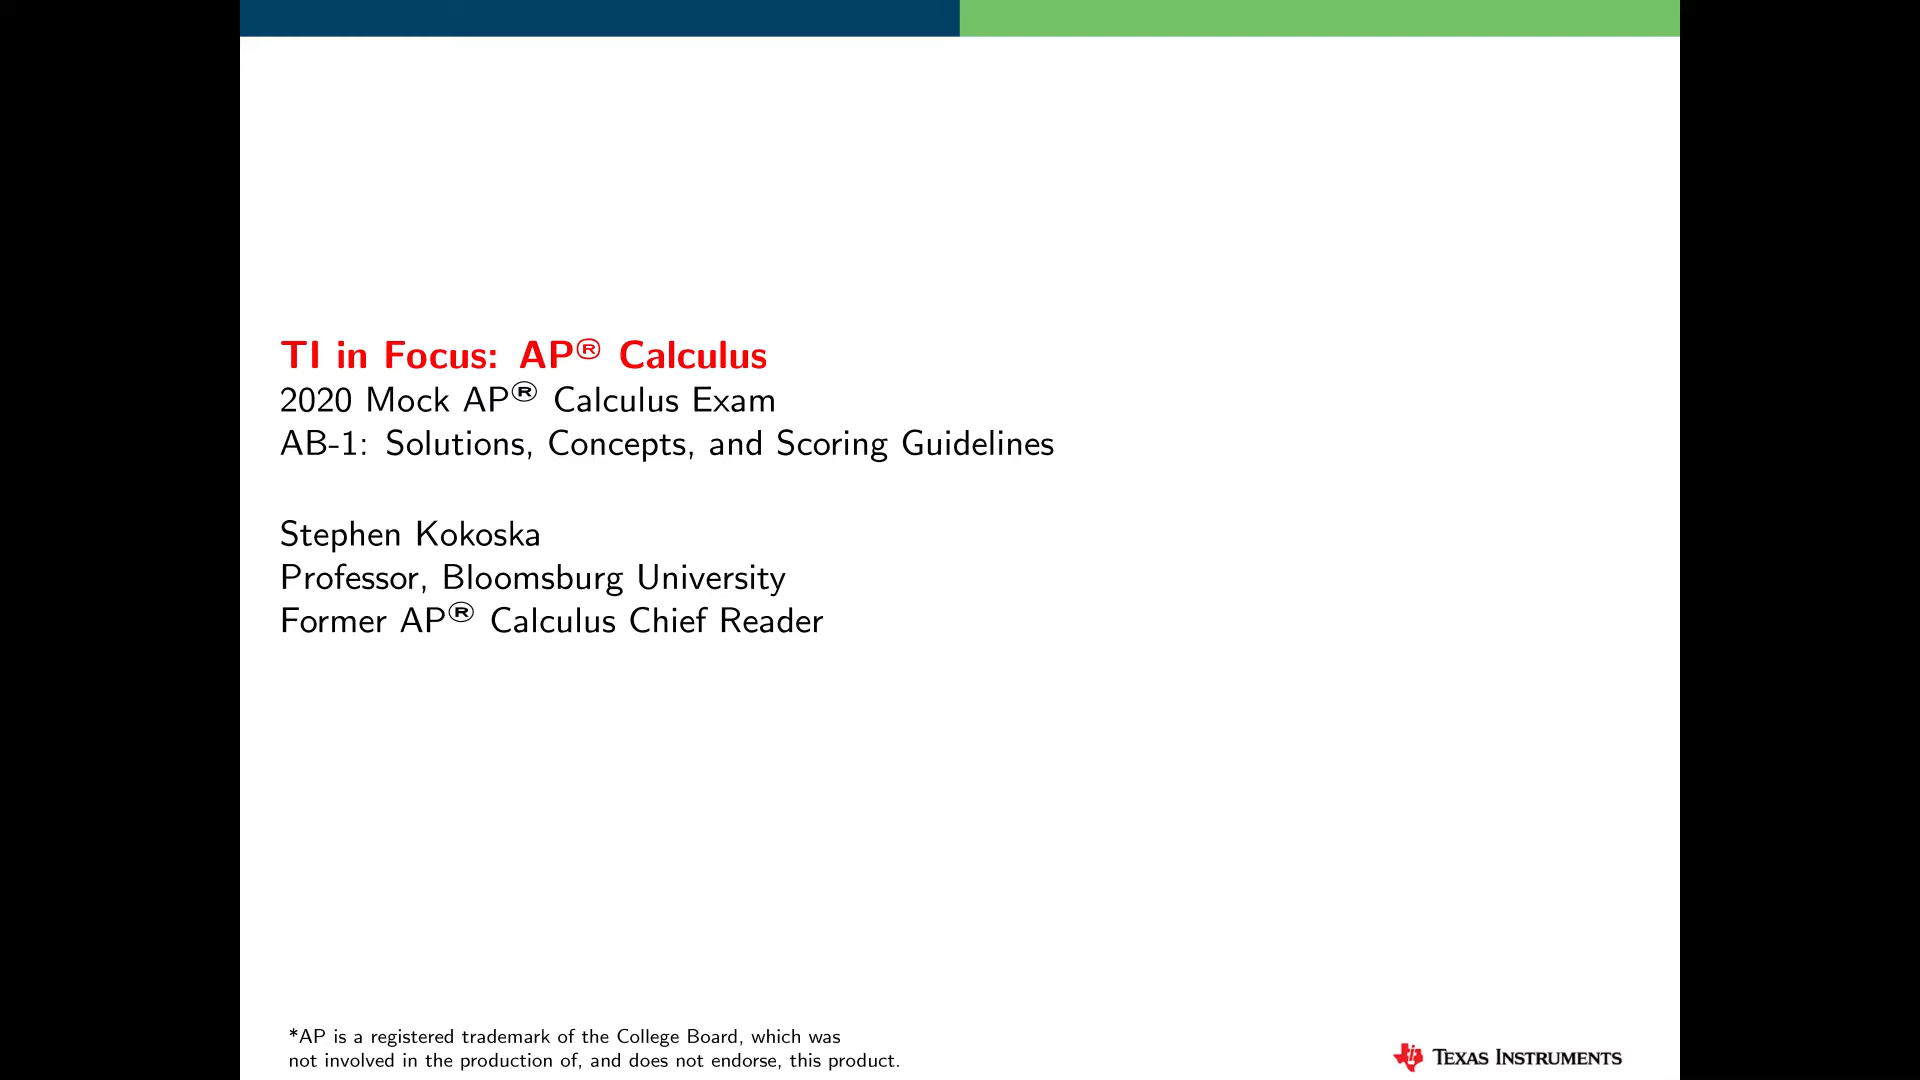 TI in Focus: AP® Calculus
2020 Mock AP® Calculus Exam
AB-1: Solutions, Concepts, and Scoring Guidelines
Stephen Kokoska
Professor, Bloomsburg University
Former AP® Calculus Chief Reader
*AP is a registered trademark of the College Board, which was
not involved in the production of, and does not endorse, this product.
TEXAS INSTRUMENTS